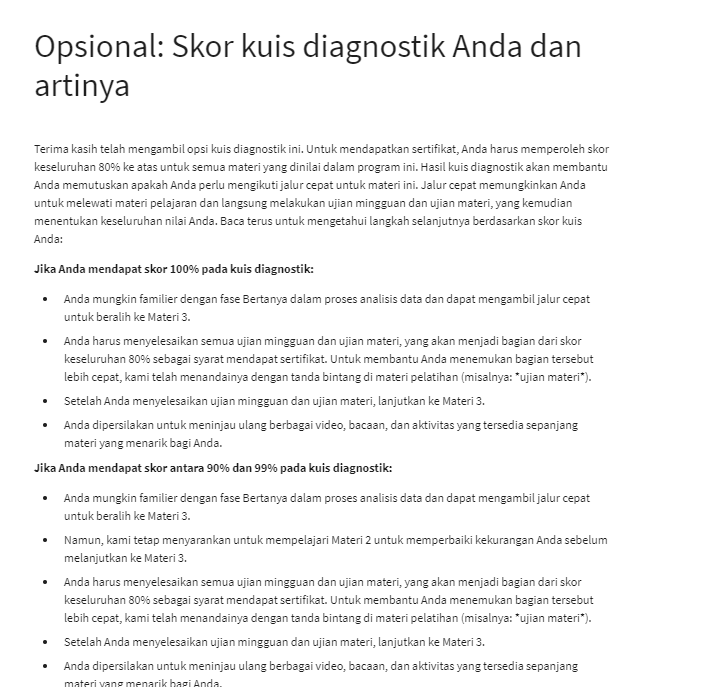 Opsional: Skor kuis diagnostik Anda dan
artinya
Terima kasih telah mengambil opsi kuis diagnostik ini. Untuk mendapatkan sertifikat, Anda harus memperoleh skor
keseluruhan 80% ke atas untuk semua materi yang dinilai dalam program ini. Hasil kuis diagnostik akan membantu
Anda memutuskan apakah Anda perlu mengikuti jalur cepat untuk materi ini. Jalur cepat memungkinkan Anda
untuk melewati materi pelajaran dan langsung melakukan ujian mingguan dan ujian materi, yang kemudian
menentukan keseluruhan nilai Anda. Baca terus untuk mengetahui langkah selanjutnya berdasarkan skor kuis
Anda:
Jika Anda mendapat skor 100% pada kuis diagnostik:
• Anda mungkin familier dengan fase Bertanya dalam proses analisis data dan dapat mengambil jalur cepat
untuk beralih ke Materi 3.
• Anda harus menyelesaikan semua ujian mingguan dan ujian materi, yang akan menjadi bagian dari skor
keseluruhan 80% sebagai syarat mendapat sertifikat. Untuk membantu Anda menemukan bagian tersebut
lebih cepat, kami telah menandainya dengan tanda bintang di materi pelatihan (misalnya: *ujian materi*).
• Setelah Anda menyelesaikan ujian mingguan dan ujian materi, lanjutkan ke Materi 3.
• Anda dipersilakan untuk meninjau ulang berbagai video, bacaan, dan aktivitas yang tersedia sepanjang
materi yang menarik bagi Anda.
Jika Anda mendapat skor antara 90% dan 99% pada kuis diagnostik:
• Anda mungkin familier dengan fase Bertanya dalam proses analisis data dan dapat mengambil jalur cepat
untuk beralih ke Materi 3.
• Namun, kami tetap menyarankan untuk mempelajari Materi 2 untuk memperbaiki kekurangan Anda sebelum
melanjutkan ke Materi 3.
• Anda harus menyelesaikan semua ujian mingguan dan ujian materi, yang akan menjadi bagian dari skor
keseluruhan 80% sebagai syarat mendapat sertifikat. Untuk membantu Anda menemukan bagian tersebut
lebih cepat, kami telah menandainya dengan tanda bintang di materi pelatihan (misalnya: *ujian materi*).
• Setelah Anda menyelesaikan ujian mingguan dan ujian materi, lanjutkan ke Materi 3.
• Anda dipersilakan untuk meninjau ulang berbagai video, bacaan, dan aktivitas yang tersedia sepanjang
materi yang menarik bagi Anda.